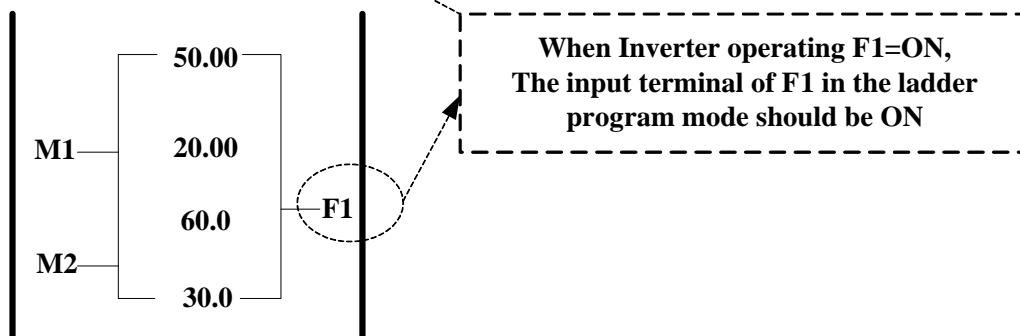 50.00
When Inverter operating F1=ON,
The input terminal of F1 in the ladder
program mode should be ON
M1
20.00
F1
60.0
M2
30.0